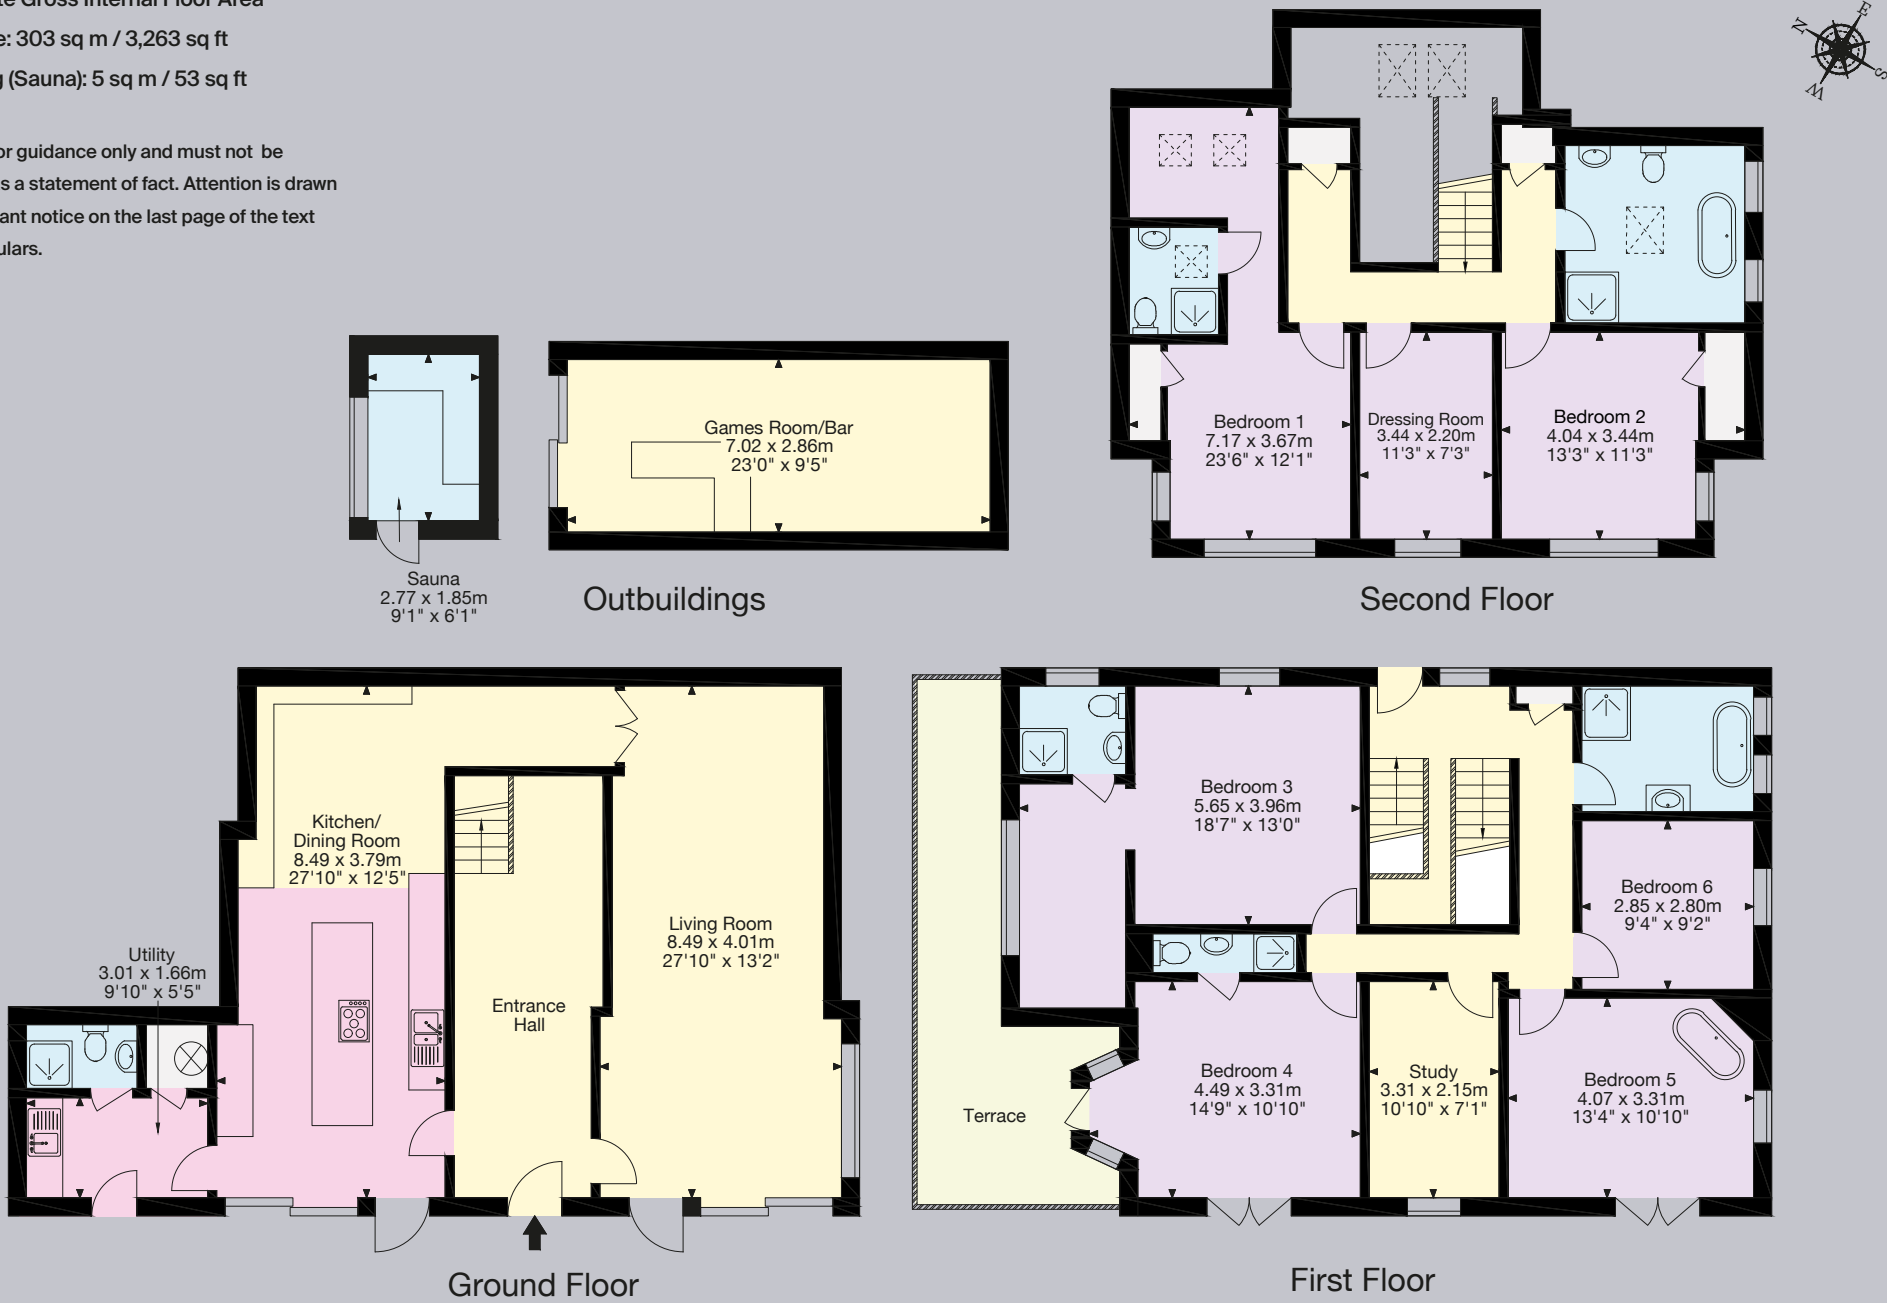 te Gross Internal Floor Area
e: 303 sq m / 3,263 sq ft
g (Sauna): 5 sq m / 53 sq ft
or guidance only and must not be
s a statement of fact. Attention is drawn
ant notice on the last page of the text
ulars.
N
E
S
W
Bedroom 1
7.17 x 3.67m
23'6" x 12'1"
Dressing Room
3.44 x 2.20m
11'3" x 7'3"
Bedroom 2
4.04 x 3.44m
13'3" x 11'3"
Second Floor
Sauna
2.77 x 1.85m
9'1" x 6'1"
Games Room/Bar
7.02 x 2.86m
23'0" x 9'5"
Outbuildings
Kitchen/
Dining Room
8.49 x 3.79m
27'10" x 12'5"
Utility
3.01 x 1.66m
9'10" x 5'5"
Entrance
Hall
Living Room
8.49 x 4.01m
27'10" x 13'2"
Ground Floor
Bedroom 3
5.65 x 3.96m
18'7" x 13'0"
Bedroom 6
2.85 x 2.80m
9'4" x 9'2"
Terrace
Bedroom 4
4.49 x 3.31m
14'9" x 10'10"
Study
3.31 x 2.15m
10'10" x 7'1"
Bedroom 5
4.07 x 3.31m
13'4" x 10'10"
First Floor